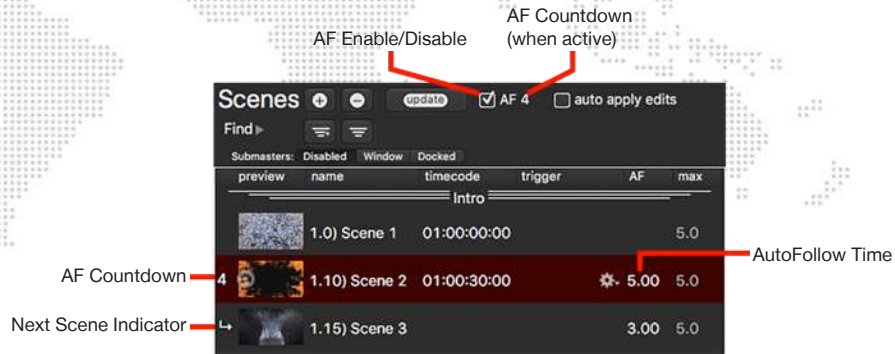 AF Enable/Disable
AF Countdown
(when active)
Scenes update AF 4 auto apply edits
Find
Submasters: Disabled Window Docked
preview name timecode trigger AF max
Intro
1.0) Scene 1 01:00:00:00 5.0
AutoFollow Time
AF Countdown
4 1.10) Scene 2 01:00:30:00 5.00 5.0
Next Scene Indicator
1.15) Scene 3 3.00 5.0